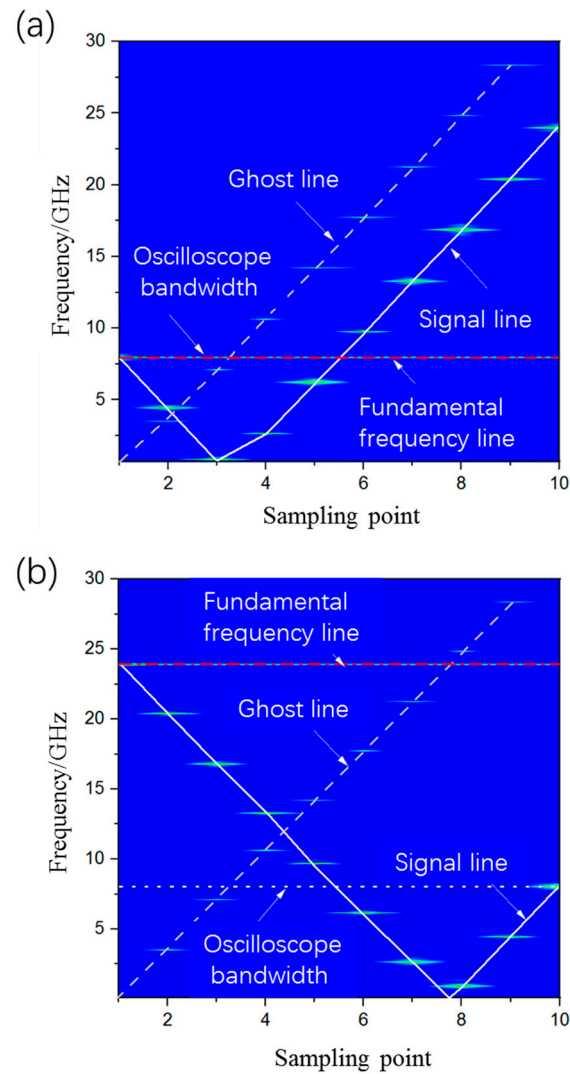 (a)
30
25
20
15
10
5
Frequency/GHz
Ghost line
Oscilloscope
bandwidth
Signal line
Fundamental
frequency line
2 4 6 8 10
Sampling point
(b)
30
25
20
15
10
5
Frequency/GHz
Fundamental
frequency line
Ghost line
Signal line
Oscilloscope
bandwidth
2 4 6 8 10
Sampling point